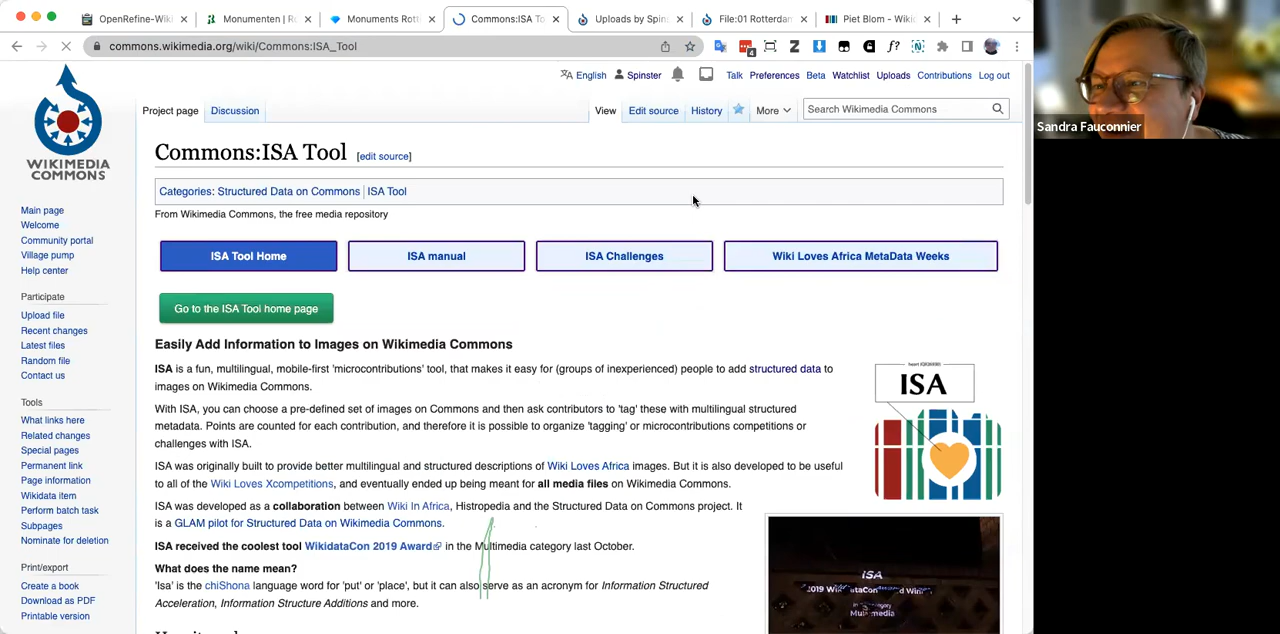 OpenRefine-Wiki
Monumenten | R
Monuments Rott
Commons:ISA To
Uploads by Spins
File:01 Rotterdam
Piet Blom - Wikid
commons.wikimedia.org/wiki/Commons:ISA_Tool
English
Spinster
Talk
Preferences
Beta
Watchlist
Uploads
Contributions
Log out
Project page
Discussion
View
Edit source
History
More
Search Wikimedia Commons
WIKIMEDIA
COMMONS
Main page
Welcome
Community portal
Village pump
Help center
Participate
Upload file
Recent changes
Latest files
Random file
Contact us
Tools
What links here
Related changes
Special pages
Permanent link
Page information
Wikidata item
Perform batch task
Subpages
Nominate for deletion
Print/export
Create a book
Download as PDF
Printable version
Commons:ISA Tool [edit source]
Categories: Structured Data on Commons | ISA Tool
From Wikimedia Commons, the free media repository
ISA Tool Home
ISA manual
ISA Challenges
Wiki Loves Africa MetaData Weeks
Go to the ISA Tool home page
Easily Add Information to Images on Wikimedia Commons
ISA is a fun, multilingual, mobile-first 'microcontributions' tool, that makes it easy for (groups of inexperienced) people to add structured data to
images on Wikimedia Commons.
With ISA, you can choose a pre-defined set of images on Commons and then ask contributors to 'tag' these with multilingual structured
metadata. Points are counted for each contribution, and therefore it is possible to organize 'tagging' or microcontributions competitions or
challenges with ISA.
ISA was originally built to provide better multilingual and structured descriptions of Wiki Loves Africa images. But it is also developed to be useful
to all of the Wiki Loves Xcompetitions, and eventually ended up being meant for all media files on Wikimedia Commons.
ISA was developed as a collaboration between Wiki In Africa, Histropedia and the Structured Data on Commons project. It
is a GLAM pilot for Structured Data on Wikimedia Commons.
ISA received the coolest tool WikidataCon 2019 Award in the Multimedia category last October.
What does the name mean?
'Isa' is the chiShona language word for 'put' or 'place', but it can also serve as an acronym for Information Structured
Acceleration, Information Structure Additions and more.
ISA
ISA
Multimedia
Sandra Fauconnier